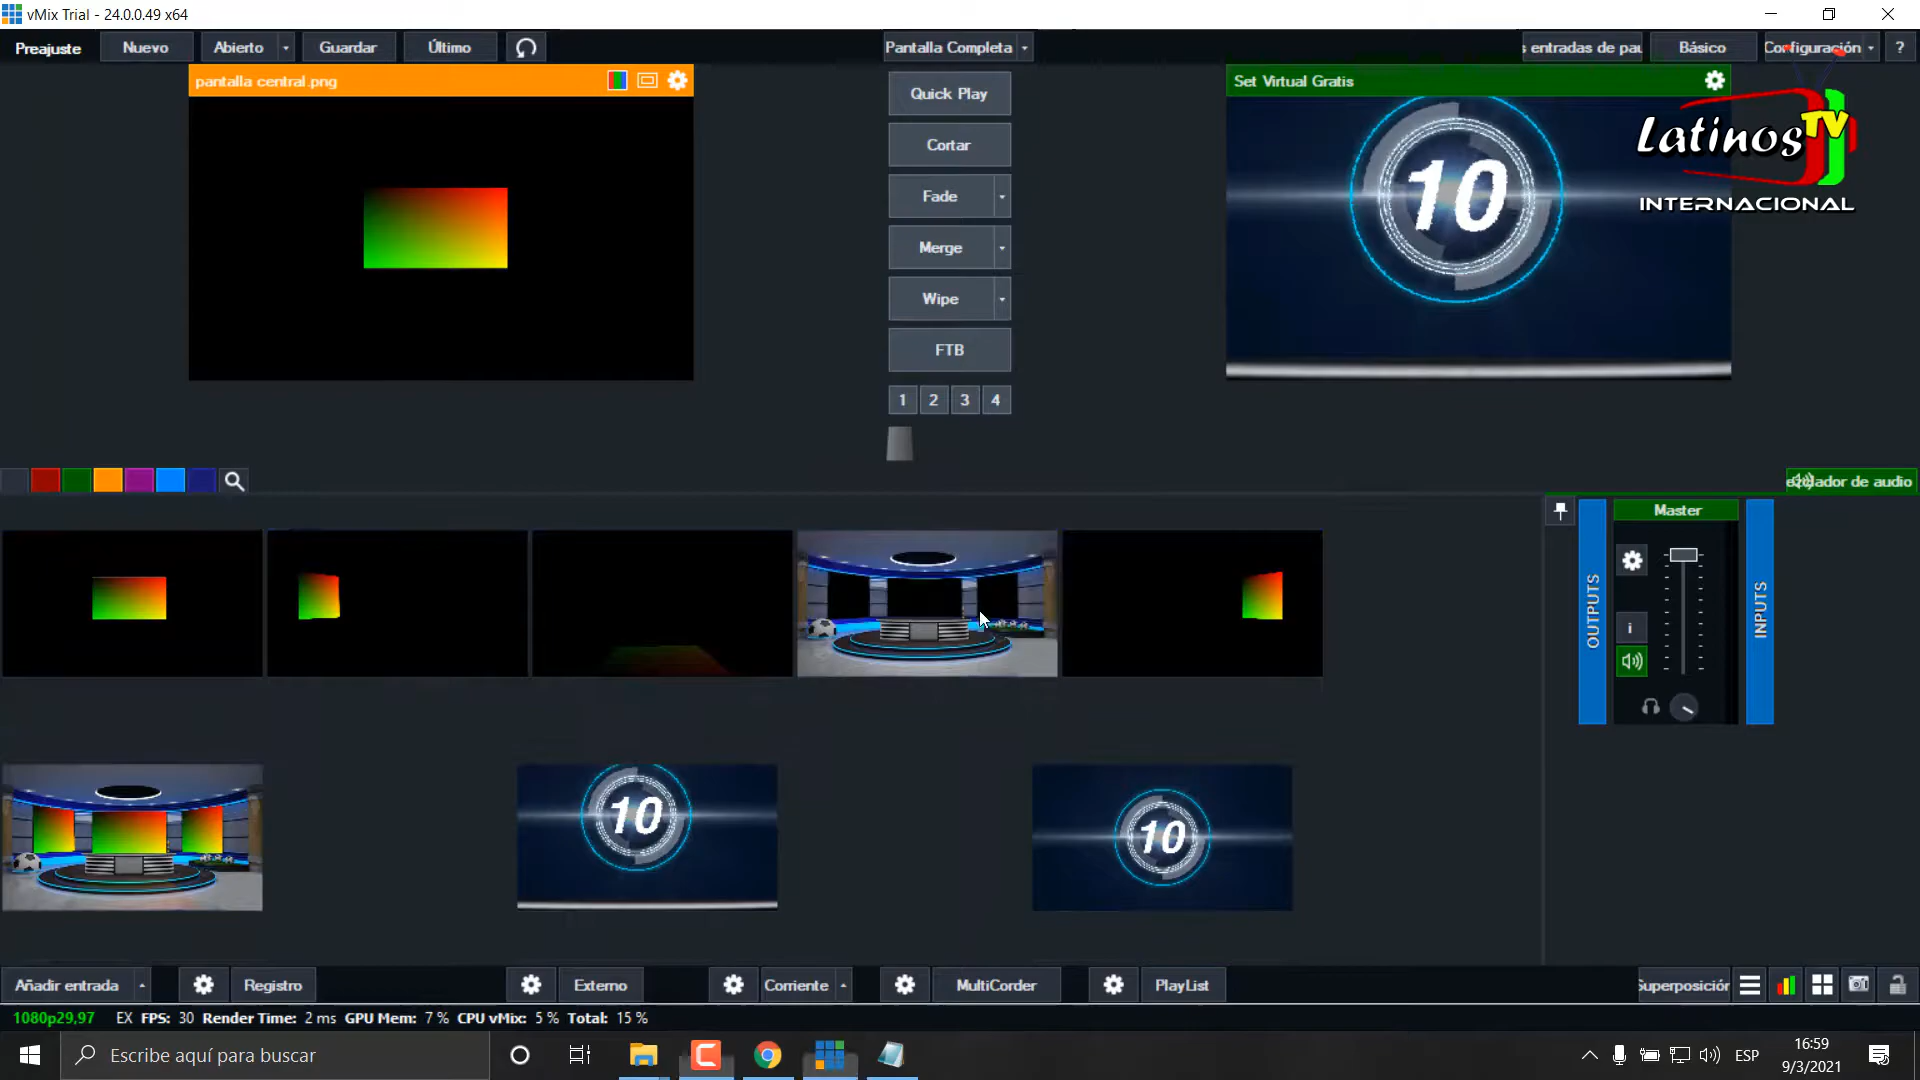 vMix Trial - 24.0.0.49 x64
Preajuste
Nuevo
Abierto
Guardar
Último
Pantalla Completa
s entradas de pau
Básico
Configuración
?
pantalla central.png
Quick Play
Cortar
Fade
Merge
Wipe
FTB
1 2 3 4
Set Virtual Gratis
10
Latinos TV
INTERNACIONAL
ezclador de audio
Master
OUTPUTS
i
INPUTS
10
10
Añadir entrada
Registro
Externo
Corriente
MultiCorder
PlayList
Superposición
1080p29,97 EX FPS: 30 Render Time: 2 ms GPU Mem: 7 % CPU vMix: 5 % Total: 15 %
Escribe aquí para buscar
ESP
16:59
9/3/2021